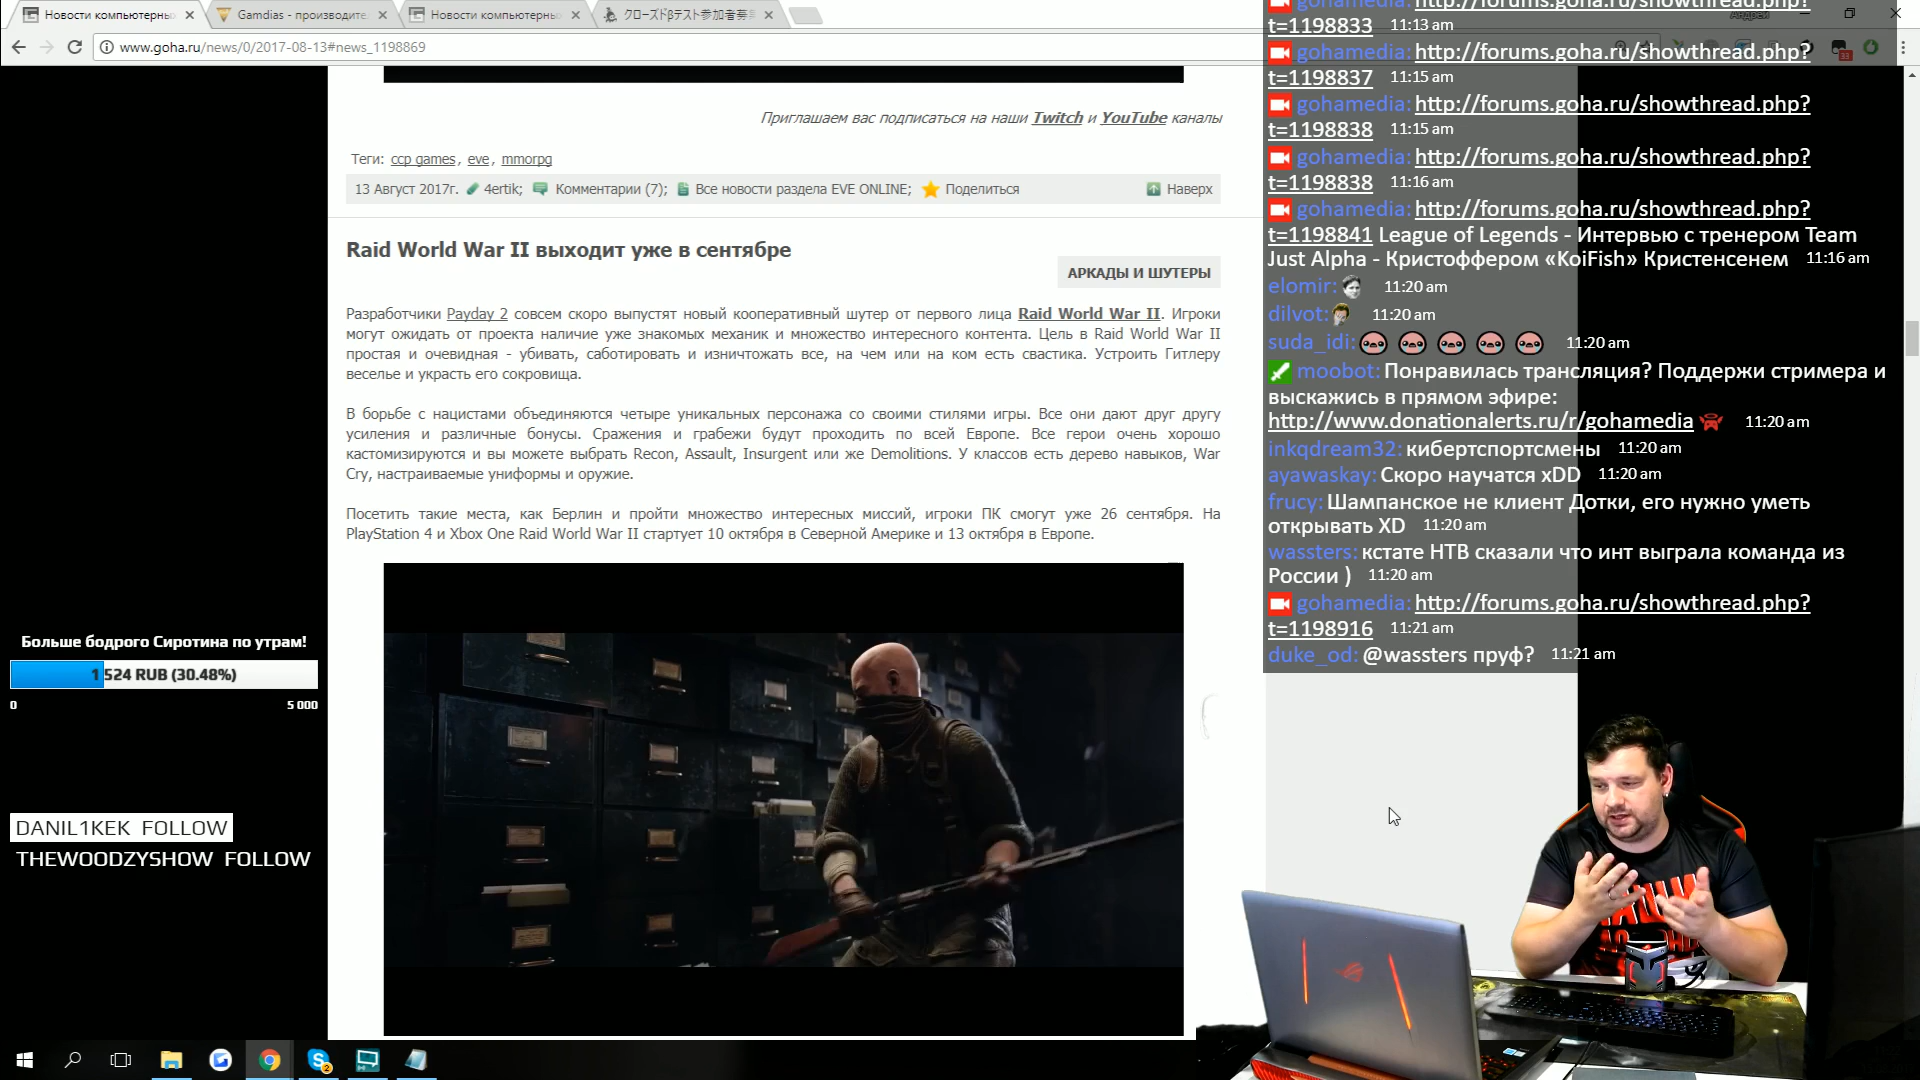 Новости компьютерны
Gamdias - производите
Новости компьютерны
クローズドβテスト参加者募
Андрей
www.goha.ru/news/0/2017-08-13#news_1198869
Приглашаем вас подписаться на наши Twitch и YouTube каналы
Теги: ccp games, eve, mmorpg
13 Август 2017г. 4ertik; Комментарии (7); Все новости раздела EVE ONLINE; Поделиться Наверх
Raid World War II выходит уже в сентябре
АРКАДЫ И ШУТЕРЫ
Разработчики Payday 2 совсем скоро выпустят новый кооперативный шутер от первого лица Raid World War II. Игроки
могут ожидать от проекта наличие уже знакомых механик и множество интересного контента. Цель в Raid World War II
простая и очевидная - убивать, саботировать и изничтожать все, на чем или на ком есть свастика. Устроить Гитлеру
веселье и украсть его сокровища.
В борьбе с нацистами объединяются четыре уникальных персонажа со своими стилями игры. Все они дают друг другу
усиления и различные бонусы. Сражения и грабежи будут проходить по всей Европе. Все герои очень хорошо
кастомизируются и вы можете выбрать Recon, Assault, Insurgent или же Demolitions. У классов есть дерево навыков, War
Cry, настраиваемые униформы и оружие.
Посетить такие места, как Берлин и пройти множество интересных миссий, игроки ПК смогут уже 26 сентября. На
PlayStation 4 и Xbox One Raid World War II стартует 10 октября в Северной Америке и 13 октября в Европе.
Больше бодрого Сиротина по утрам!
1 524 RUB (30.48%)
0 5 000
DANIL1KEK FOLLOW
THEWOODZYSHOW FOLLOW
gohamedia: http://forums.goha.ru/showthread.php?
t=1198833 11:13 am
gohamedia: http://forums.goha.ru/showthread.php?
t=1198837 11:15 am
gohamedia: http://forums.goha.ru/showthread.php?
t=1198838 11:15 am
gohamedia: http://forums.goha.ru/showthread.php?
t=1198838 11:16 am
gohamedia: http://forums.goha.ru/showthread.php?
t=1198841 League of Legends - Интервью с тренером Team
Just Alpha - Кристоффером «KoiFish» Кристенсенем 11:16 am
elomir: 11:20 am
dilvot: 11:20 am
suda_idi: 11:20 am
moobot: Понравилась трансляция? Поддержи стримера и
выскажись в прямом эфире:
http://www.donationalerts.ru/r/gohamedia 11:20 am
inkqdream32: кибертспортсмены 11:20 am
ayawaskay: Скоро научатся xDD 11:20 am
frucy: Шампанское не клиент Дотки, его нужно уметь
открывать XD 11:20 am
wassters: кстате НТВ сказали что инт выграла команда из
России ) 11:20 am
gohamedia: http://forums.goha.ru/showthread.php?
t=1198916 11:21 am
duke_od: @wassters пруф? 11:21 am